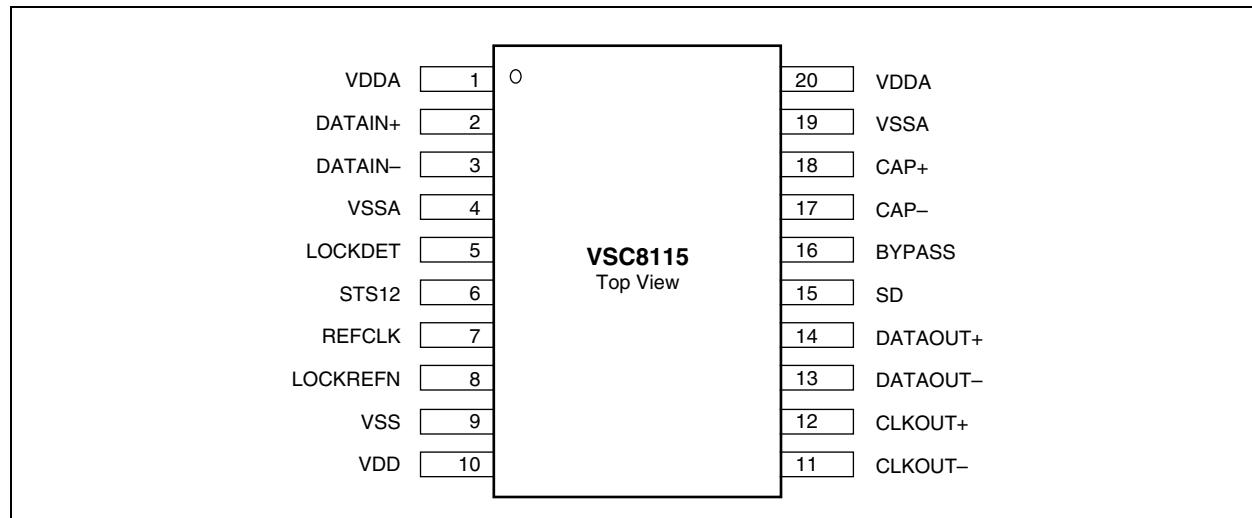 VDDA 1 20 VDDA
DATAIN+ 2 19 VSSA
DATAIN– 3 18 CAP+
VSSA 4 17 CAP–
LOCKDET 5 16 BYPASS
VSC8115
Top View
STS12 6 15 SD
REFCLK 7 14 DATAOUT+
LOCKREFN 8 13 DATAOUT–
VSS 9 12 CLKOUT+
VDD 10 11 CLKOUT–